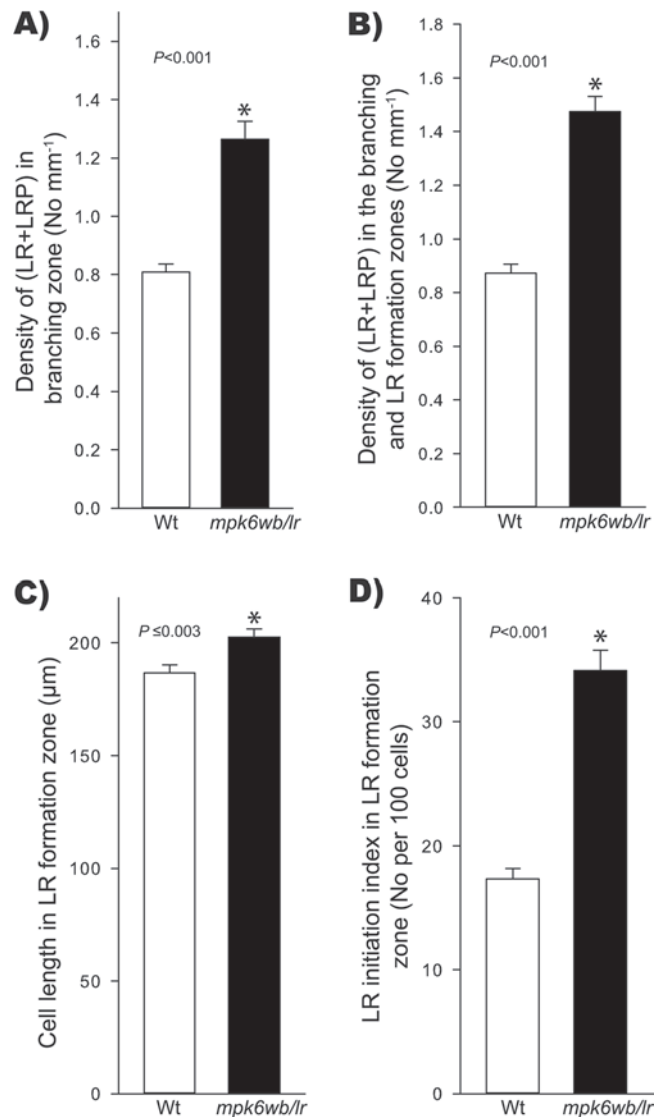 A)
Density of (LR+LRP) in
branching zone (No mm⁻¹)
1.6
1.4
1.2
1.0
0.8
0.6
0.4
0.2
0.0
P<0.001
*
Wt
mpk6wb/lr
B)
Density of (LR+LRP) in the branching
and LR formation zones (No mm⁻¹)
1.8
1.6
1.4
1.2
1.0
0.8
0.6
0.4
0.2
0.0
P<0.001
*
Wt
mpk6wb/lr
C)
Cell length in LR formation zone (µm)
200
150
100
50
0
P ≤0.003
*
Wt
mpk6wb/lr
D)
LR initiation index in LR formation
zone (No per 100 cells)
40
30
20
10
0
P<0.001
*
Wt
mpk6wb/lr